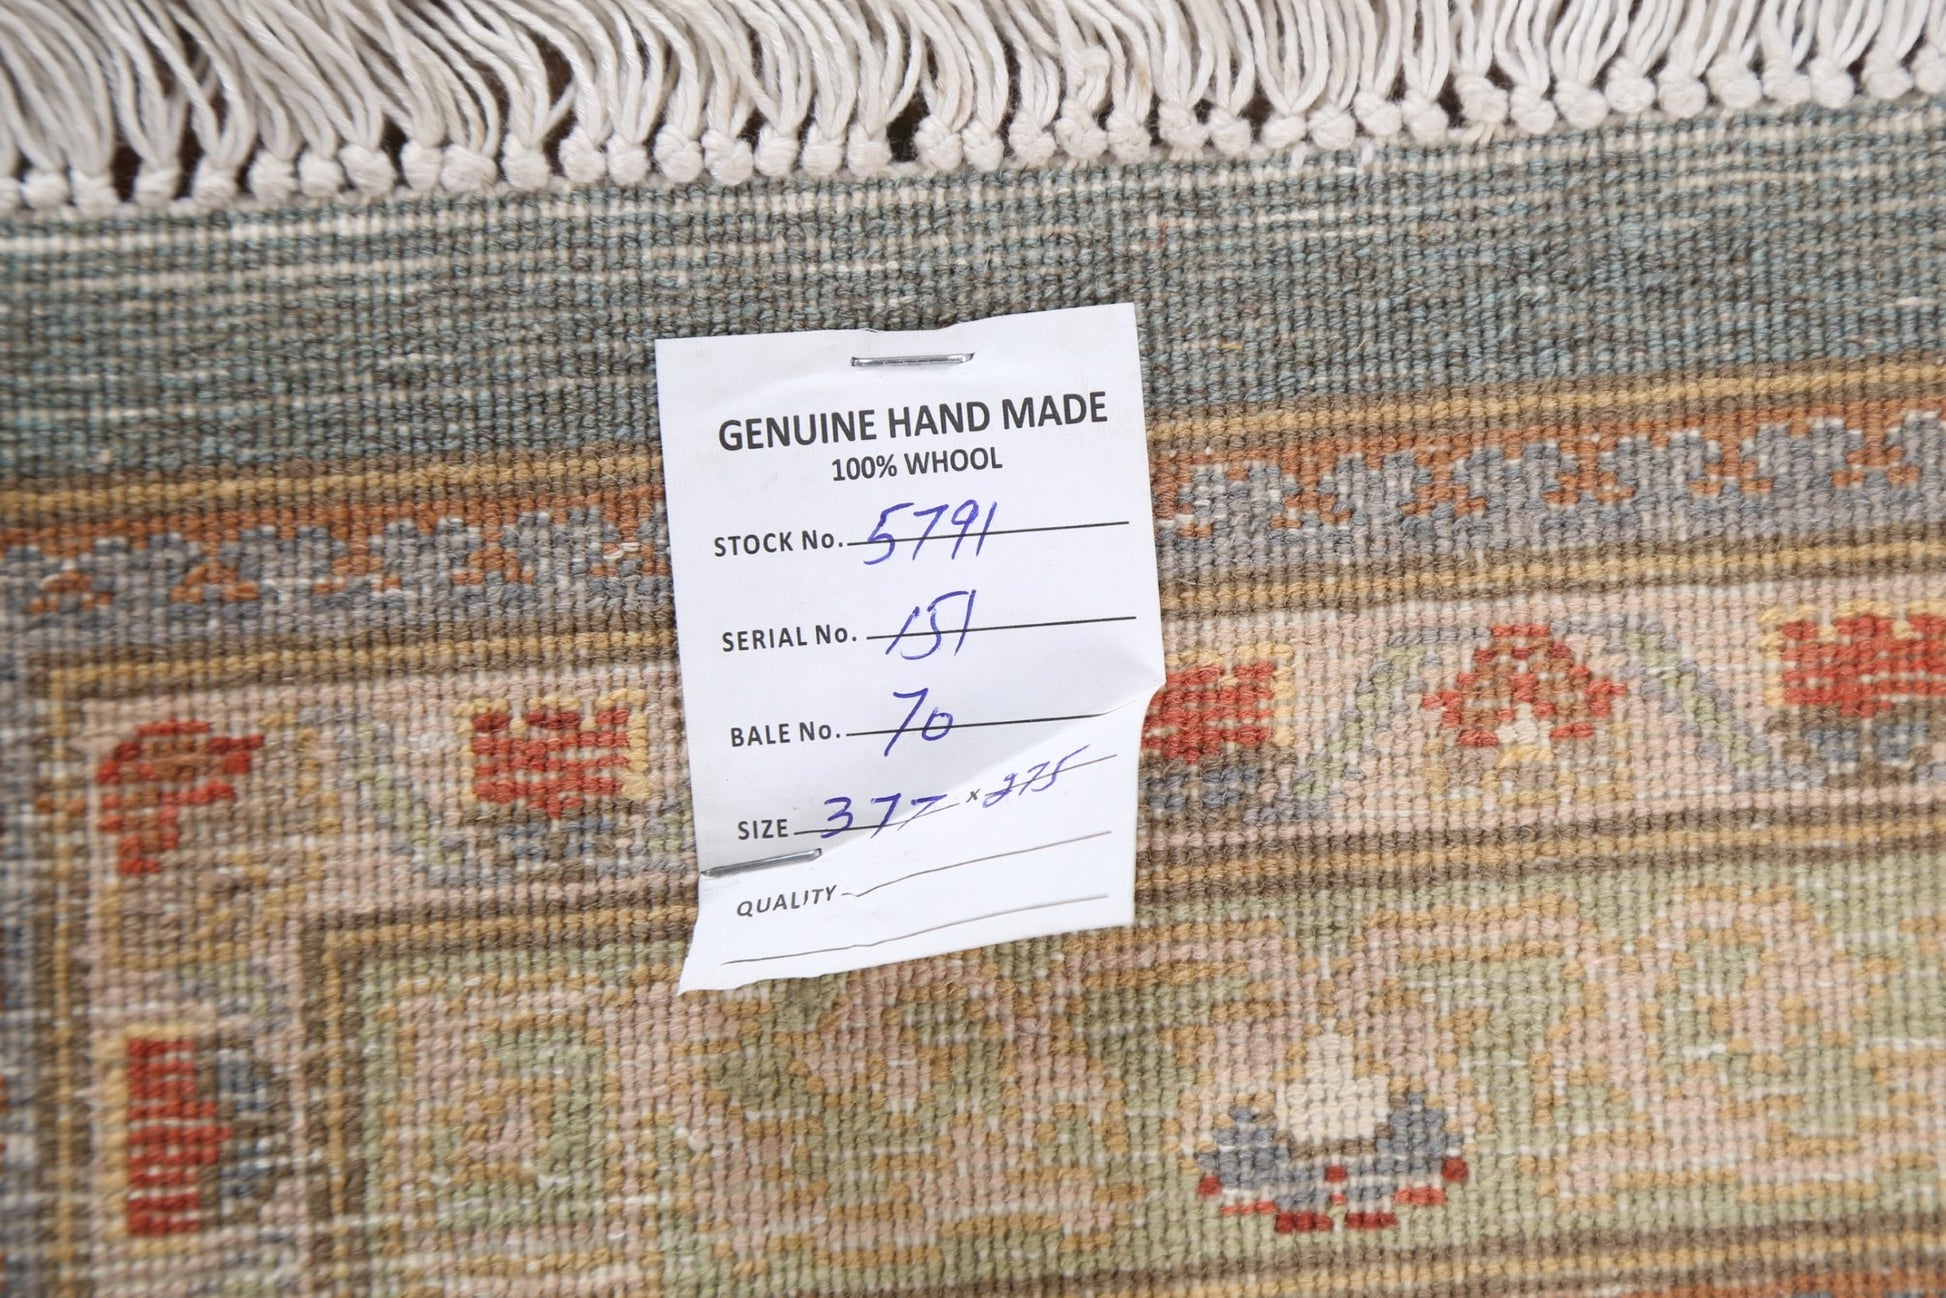 GENUINE HAND MADE
100% WHOOL
STOCK No. 5791
SERIAL No. 151
BALE No. 70
SIZE 377 x 275
QUALITY